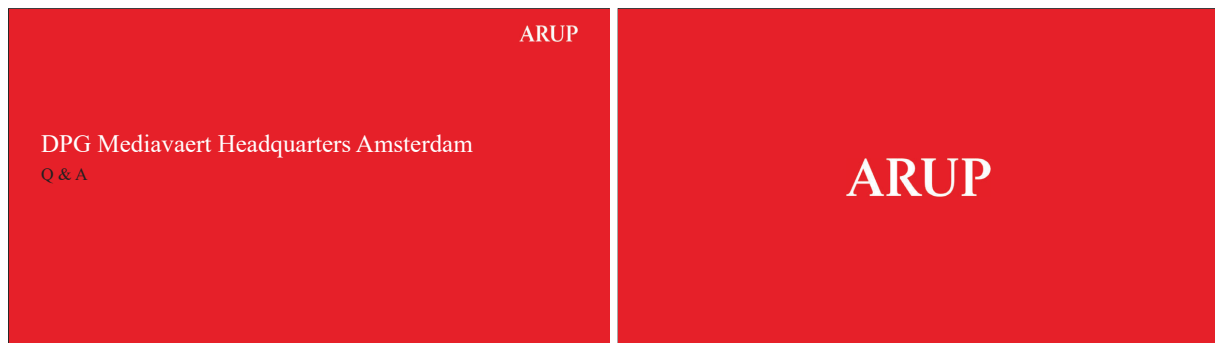 ARUP
DPG Mediavaert Headquarters Amsterdam
Q & A
ARUP